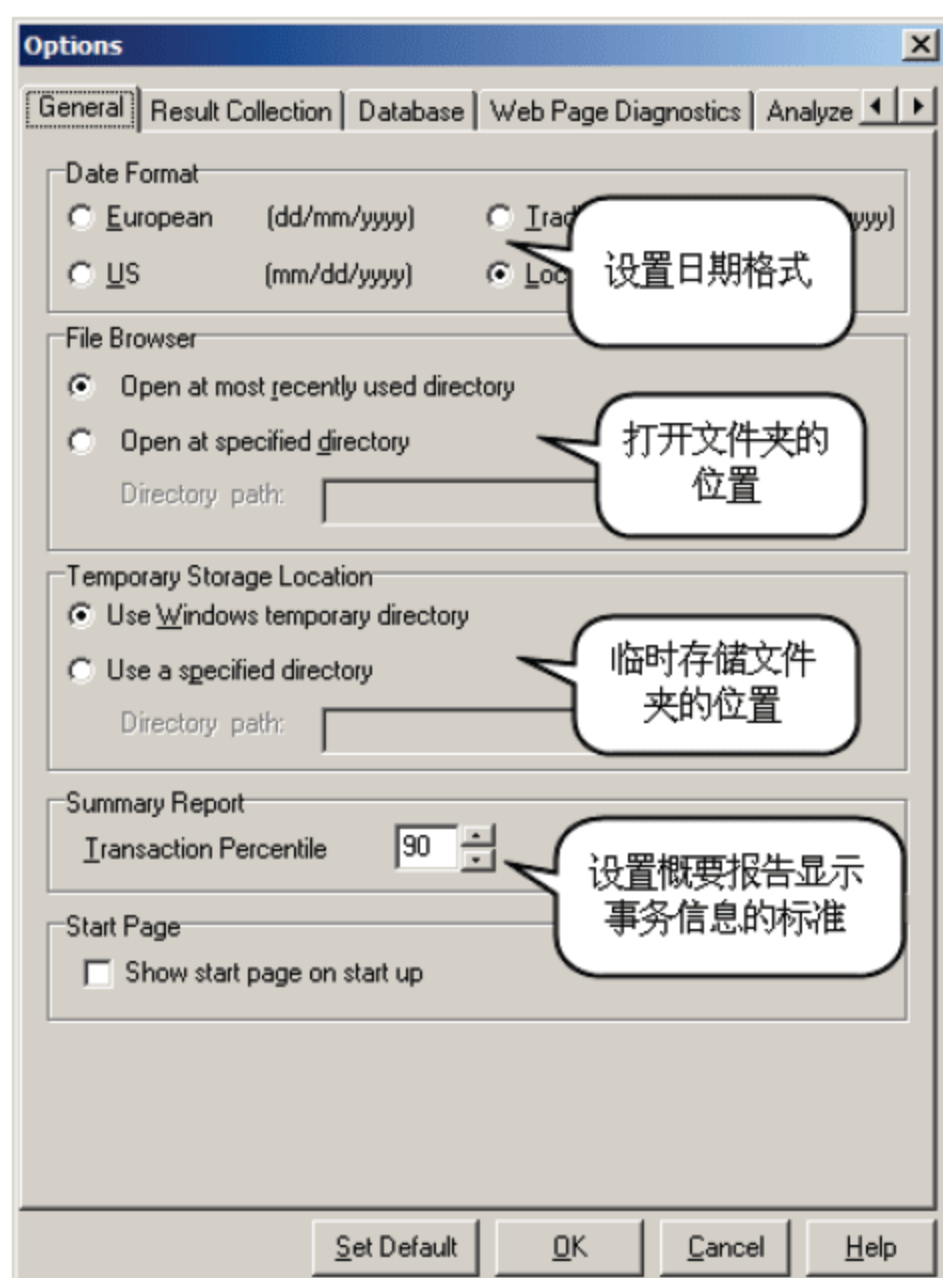 Options
General Result Collection Database Web Page Diagnostics Analyze
Date Format
European (dd/mm/yyyy)
US (mm/dd/yyyy)
设置日期格式
File Browser
Open at most recently used directory
Open at specified directory
Directory path:
打开文件夹的
位置
Temporary Storage Location
Use Windows temporary directory
Use a specified directory
Directory path:
临时存储文件
夹的位置
Summary Report
Transaction Percentile 90
设置概要报告显示
事务信息的标准
Start Page
Show start page on start up
Set Default OK Cancel Help